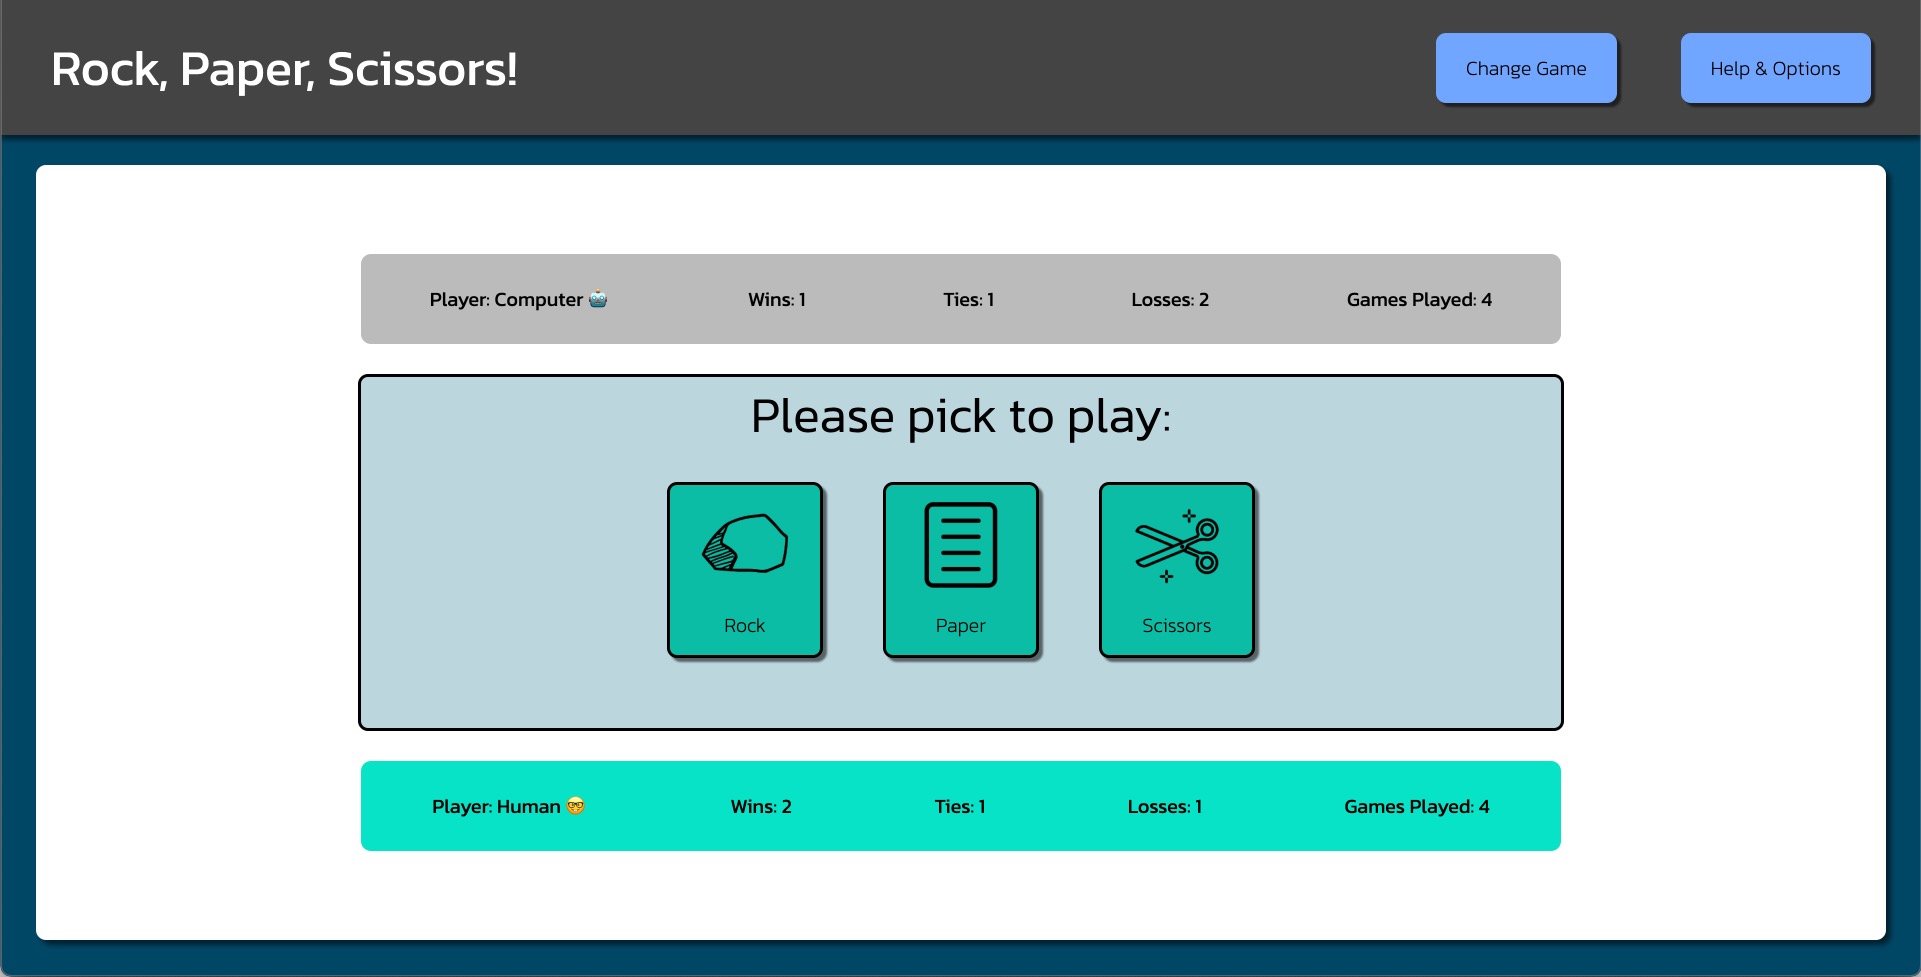 Rock, Paper, Scissors!
Change Game
Help & Options
Player: Computer 🤖 Wins: 1 Ties: 1 Losses: 2 Games Played: 4
Please pick to play:
Rock
Paper
Scissors
Player: Human 🤓 Wins: 2 Ties: 1 Losses: 1 Games Played: 4